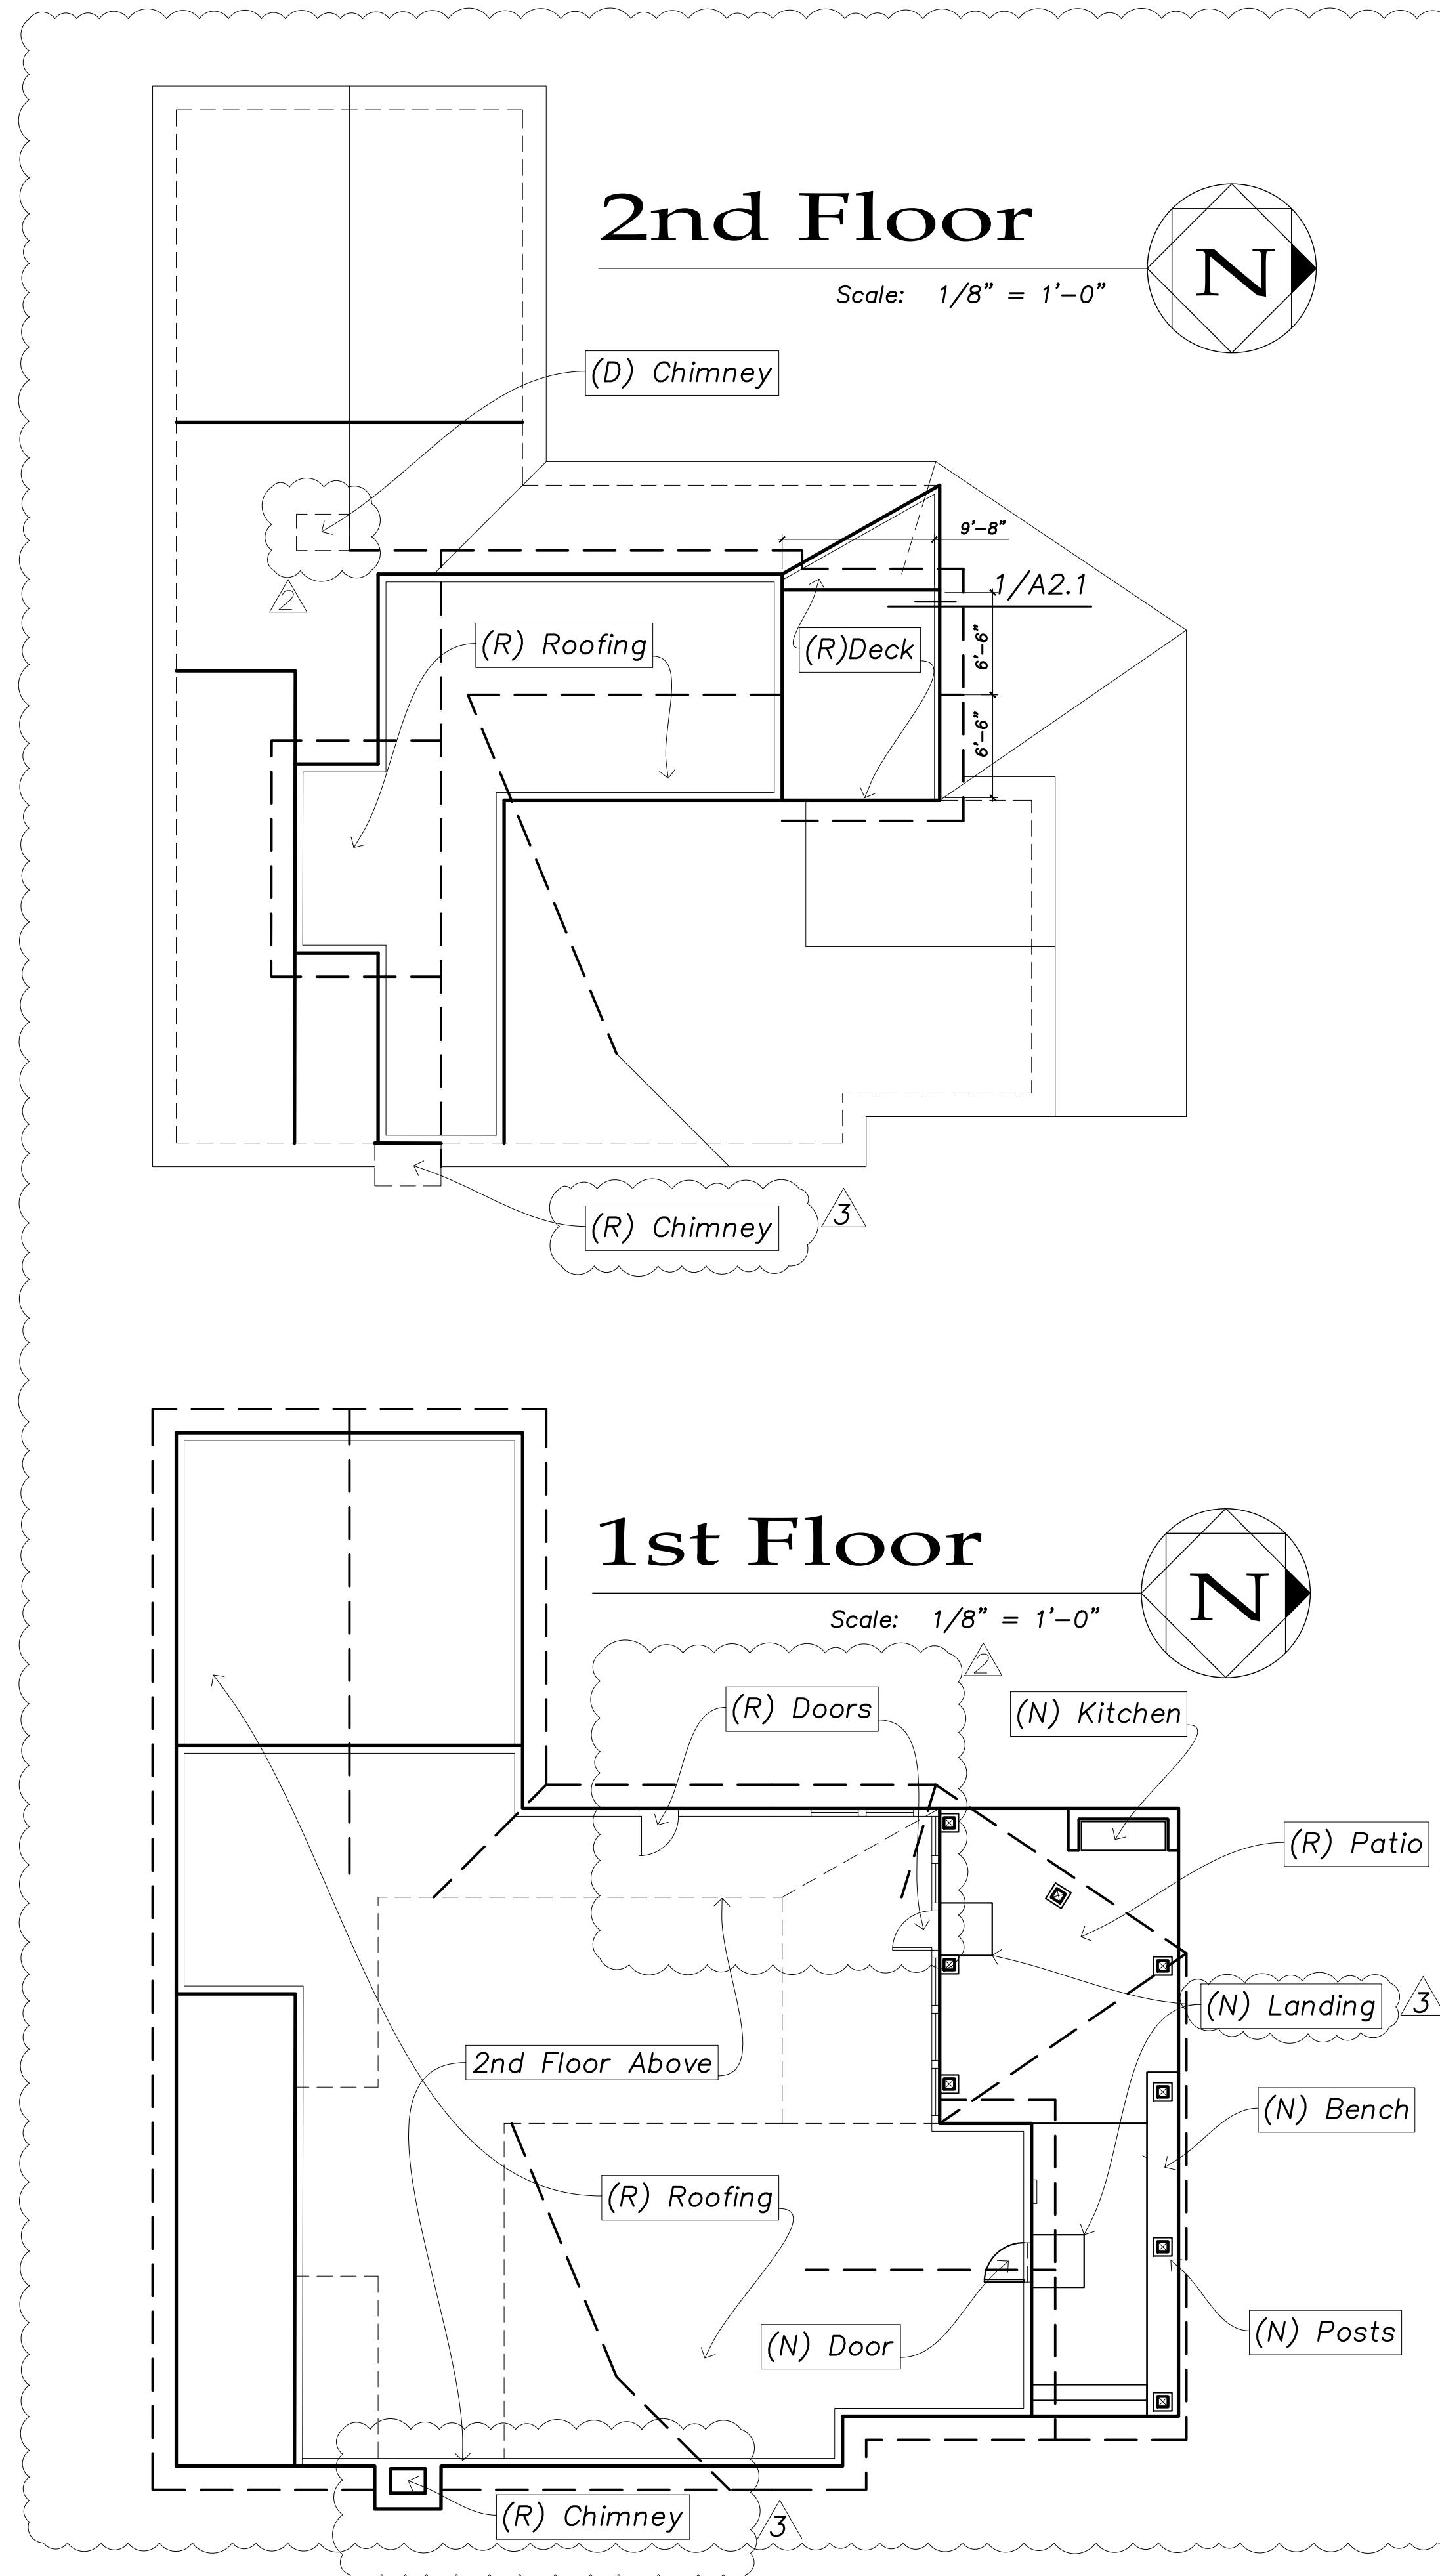 2nd Floor
N
Scale: 1/8” = 1’-0”
(D) Chimney
9’-8”
2
1/A2.1
(R) Roofing
(R)Deck
6’-6”
6’-6”
3
(R) Chimney
1st Floor
N
Scale: 1/8” = 1’-0”
2
(R) Doors
(N) Kitchen
(R) Patio
(N) Landing
3
2nd Floor Above
(N) Bench
(R) Roofing
(N) Door
(N) Posts
(R) Chimney
3